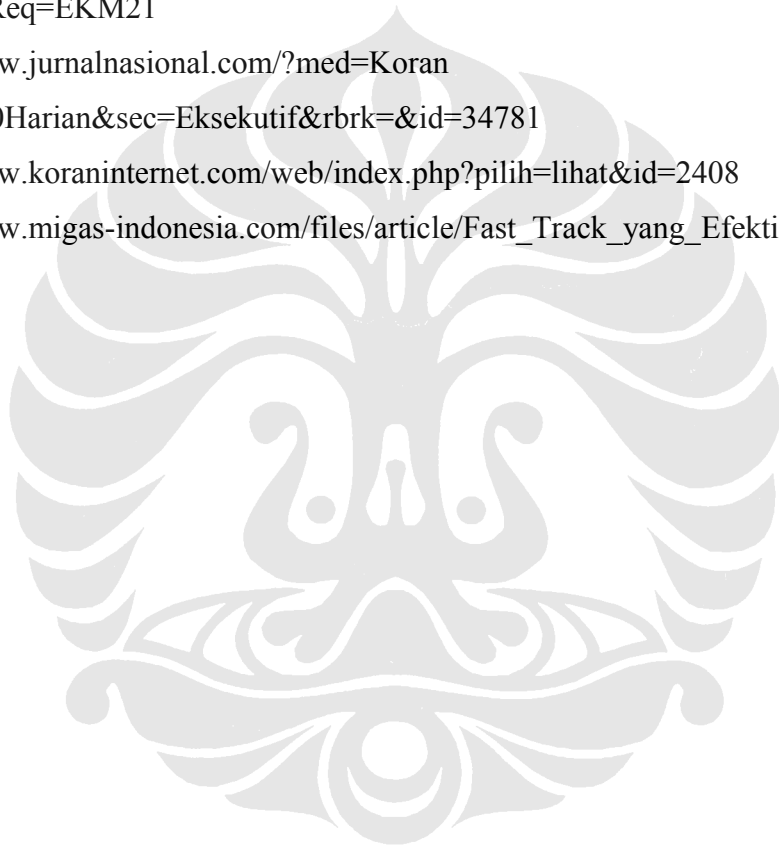 Req=EKM21
w.jurnalnasional.com/?med=Koran
0Harian&sec=Eksekutif&rbrk=&id=34781
w.koraninternet.com/web/index.php?pilih=lihat&id=2408
w.migas-indonesia.com/files/article/Fast_Track_yang_Efekti